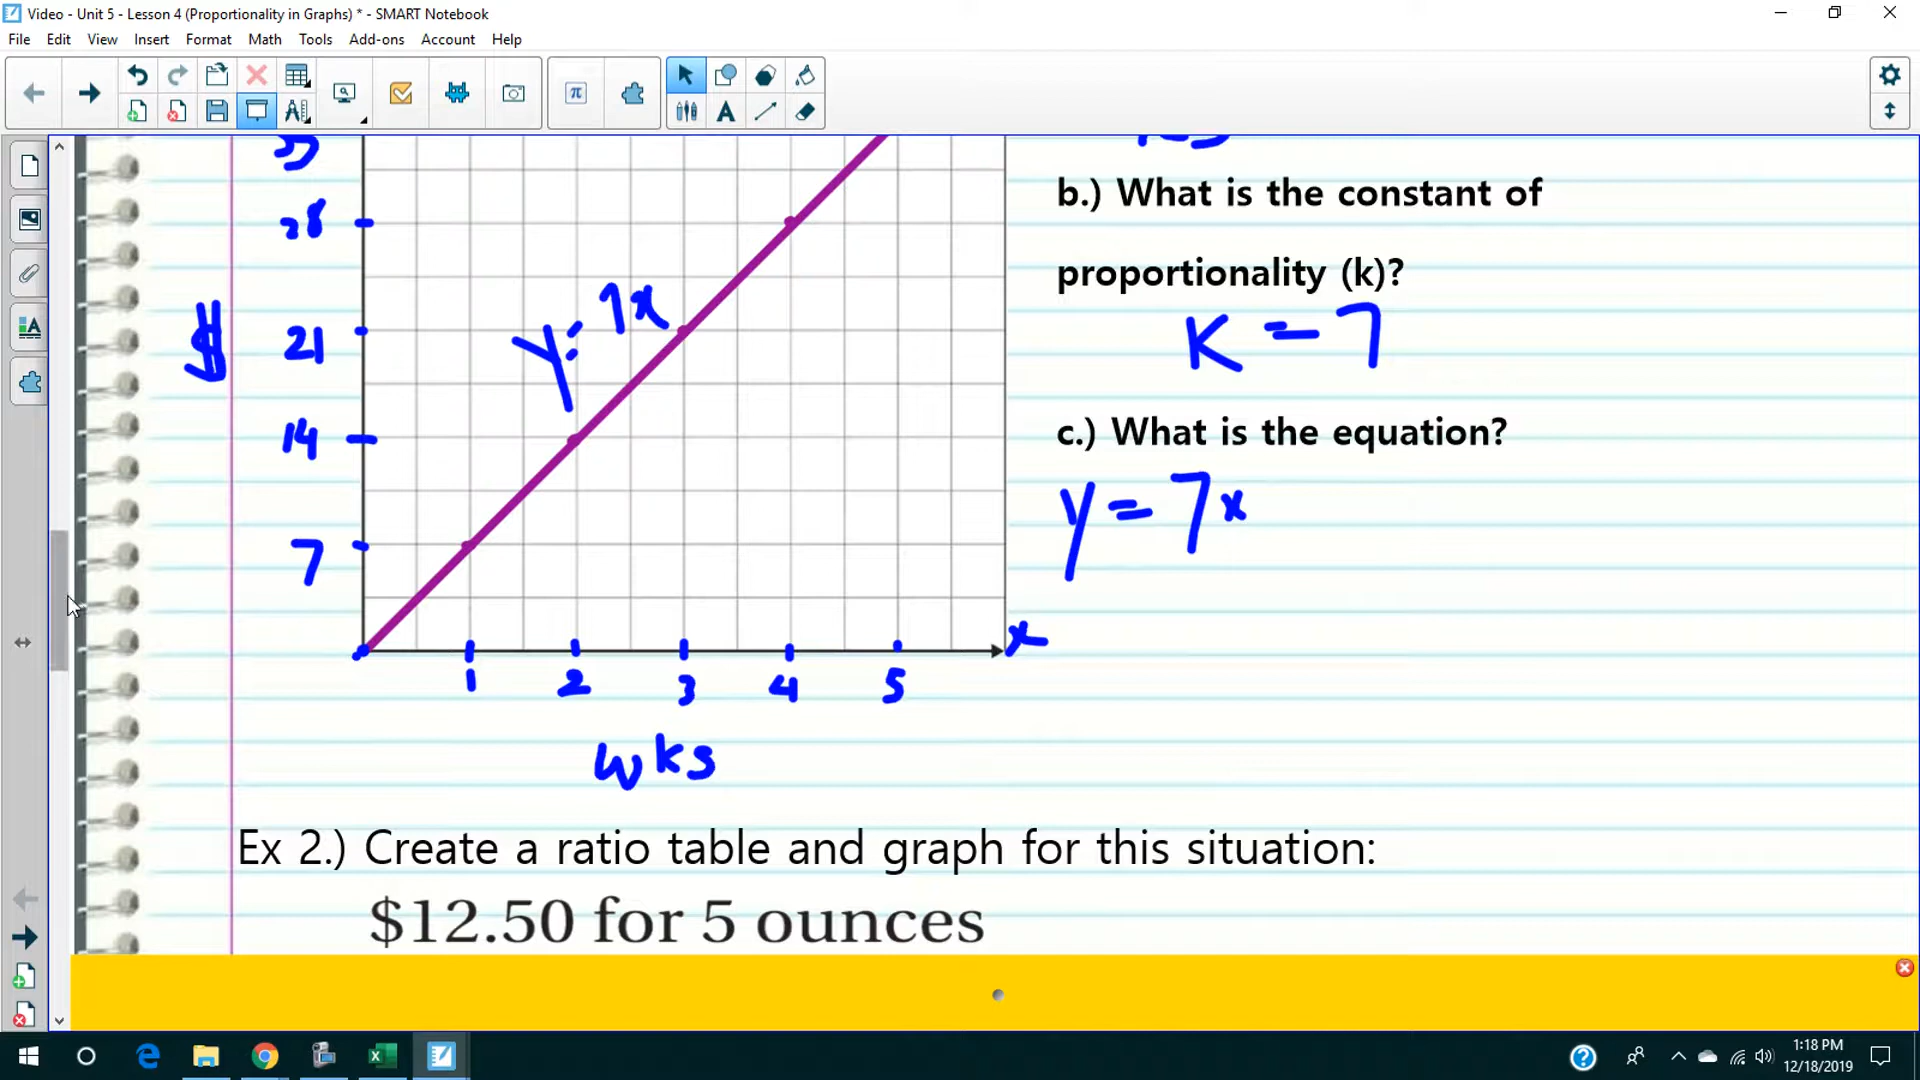 Video - Unit 5 - Lesson 4 (Proportionality in Graphs) * - SMART Notebook
File Edit View Insert Format Math Tools Add-ons Account Help
b.) What is the constant of
proportionality (k)?
K = 7
c.) What is the equation?
y = 7x
28
21
14
7
$
y = 7x
x
1 2 3 4 5
wks
Ex 2.) Create a ratio table and graph for this situation:
$12.50 for 5 ounces
1:18 PM
12/18/2019